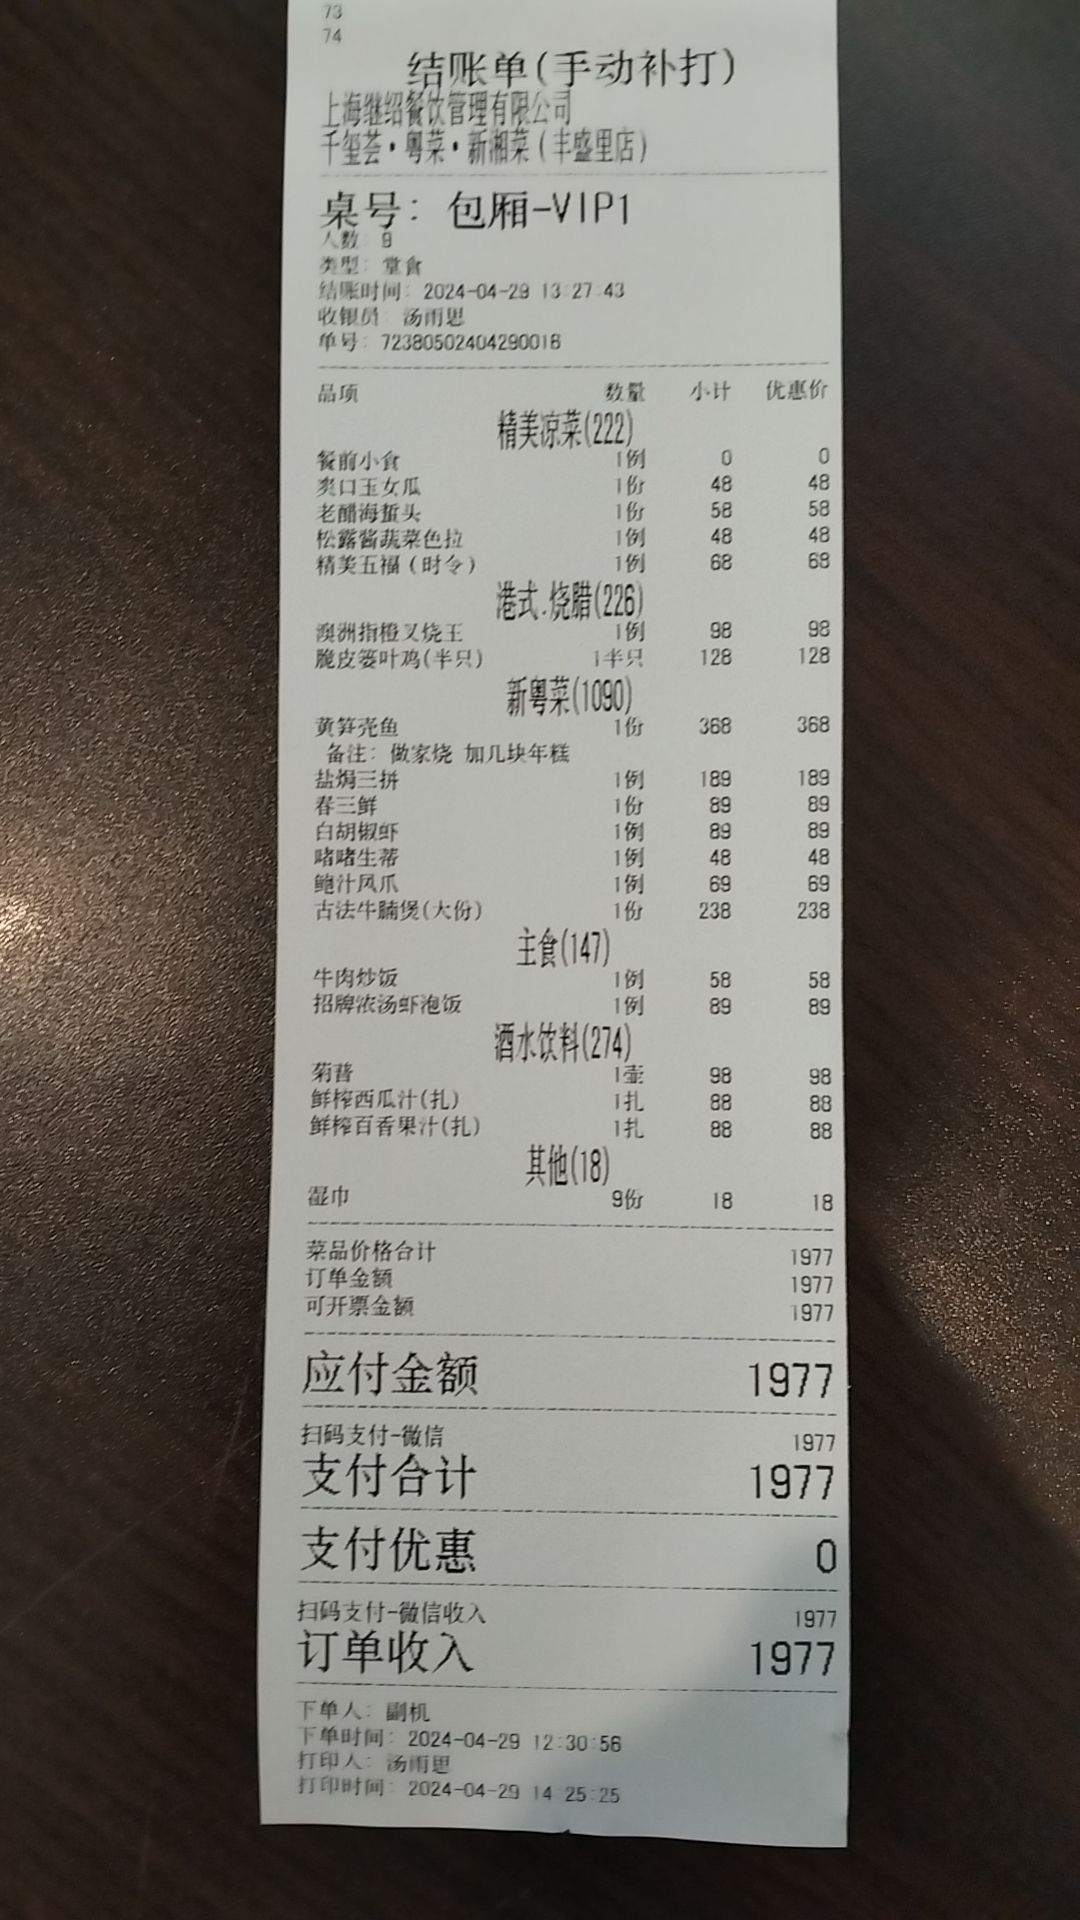 73
74
结账单(手动补打)
上海继绍餐饮管理有限公司
千玺荟·粤菜·新湘菜(丰盛里店)
桌号: 包厢-VIP1
人数: 9
类型: 堂食
结账时间: 2024-04-29 13:27:43
收银员: 汤雨思
单号: 72380502404290016
品项 数量 小计 优惠价
精美凉菜(222)
餐前小食 1例 0 0
爽口玉女瓜 1份 48 48
老醋海蜇头 1份 58 58
松露酱蔬菜色拉 1例 48 48
精美五福(时令) 1例 68 68
港式.烧腊(226)
澳洲指橙叉烧王 1例 98 98
脆皮篓叶鸡(半只) 1半只 128 128
新粤菜(1090)
黄笋壳鱼 1份 368 368
备注: 做家烧 加几块年糕
盐焗三拼 1例 189 189
春三鲜 1份 89 89
白胡椒虾 1例 89 89
啫啫生菜 1例 48 48
鲍汁凤爪 1例 69 69
古法牛腩煲(大份) 1份 238 238
主食(147)
牛肉炒饭 1例 58 58
招牌浓汤虾泡饭 1例 89 89
酒水饮料(274)
菊普 1壶 98 98
鲜榨西瓜汁(扎) 1扎 88 88
鲜榨百香果汁(扎) 1扎 88 88
其他(18)
湿巾 9份 18 18
菜品价格合计 1977
订单金额 1977
可开票金额 1977
应付金额 1977
扫码支付-微信 1977
支付合计 1977
支付优惠 0
扫码支付-微信收入 1977
订单收入 1977
下单人: 副机
下单时间: 2024-04-29 12:30:56
打印人: 汤雨思
打印时间: 2024-04-29 14:25:25